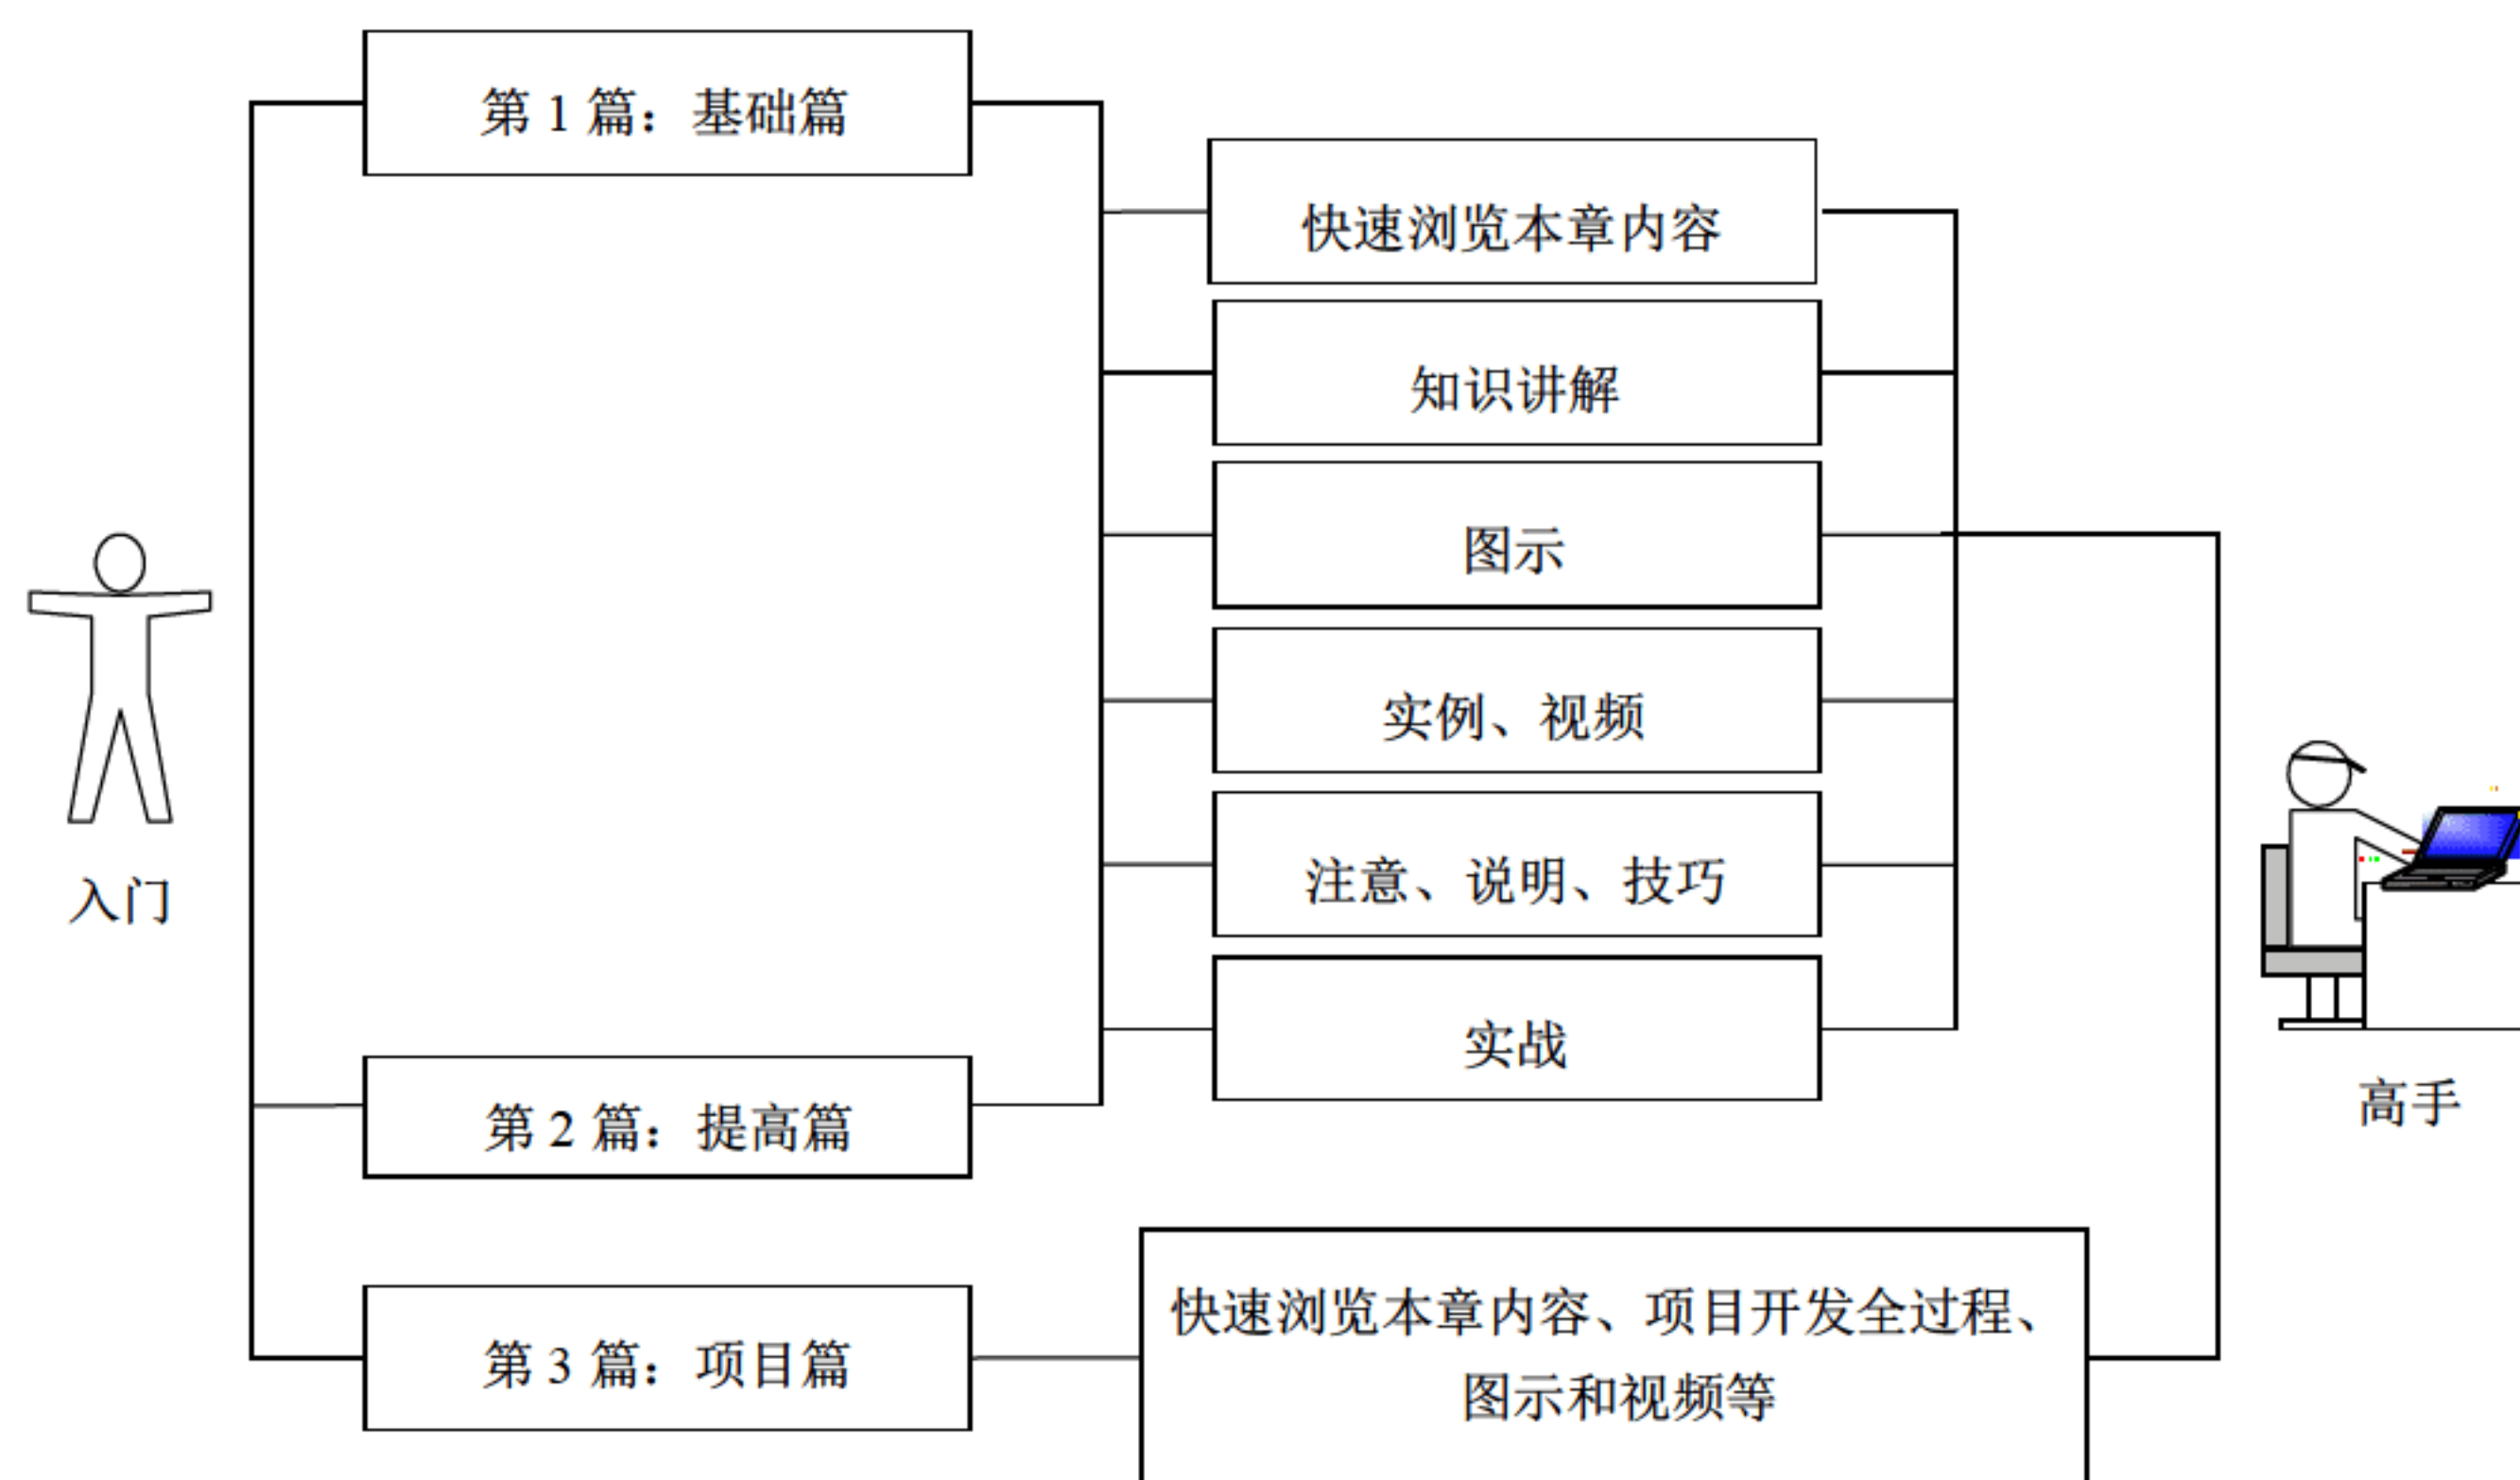 第 1 篇：基础篇
快速浏览本章内容
知识讲解
图示
实例、视频
注意、说明、技巧
实战
入门
高手
第 2 篇：提高篇
第 3 篇：项目篇
快速浏览本章内容、项目开发全过程、
图示和视频等